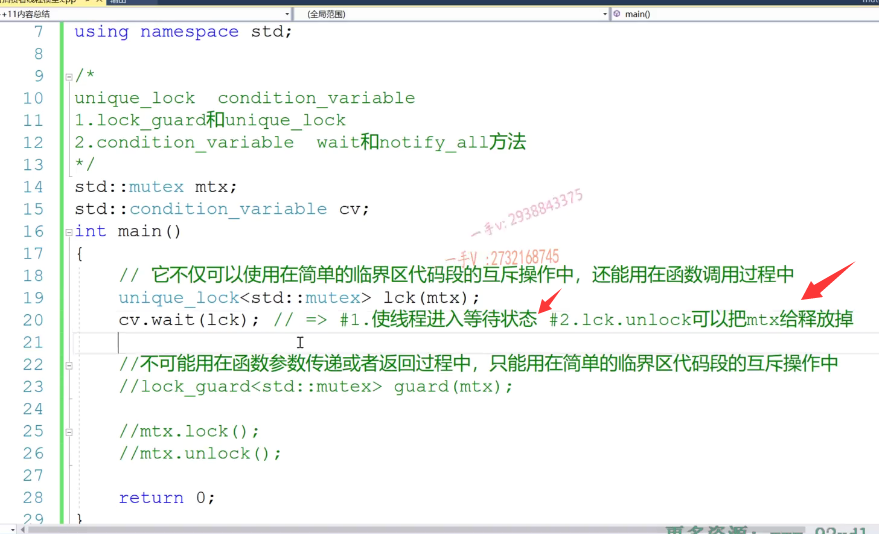 +11内容总结 (全局范围) main()
7 using namespace std;
8
9 /*
10 unique_lock condition_variable
11 1.lock_guard和unique_lock
12 2.condition_variable wait和notify_all方法
13 */
14 std::mutex mtx;
15 std::condition_variable cv;
一手v: 2938843375
16 int main()
17 {
一手V :2732168745
18 // 它不仅可以使用在简单的临界区代码段的互斥操作中，还能用在函数调用过程中
19 unique_lock<std::mutex> lck(mtx);
20 cv.wait(lck); // => #1.使线程进入等待状态 #2.lck.unlock可以把mtx给释放掉
21
22 //不可能用在函数参数传递或者返回过程中，只能用在简单的临界区代码段的互斥操作中
23 //lock_guard<std::mutex> guard(mtx);
24
25 //mtx.lock();
26 //mtx.unlock();
27
28 return 0;
29 }